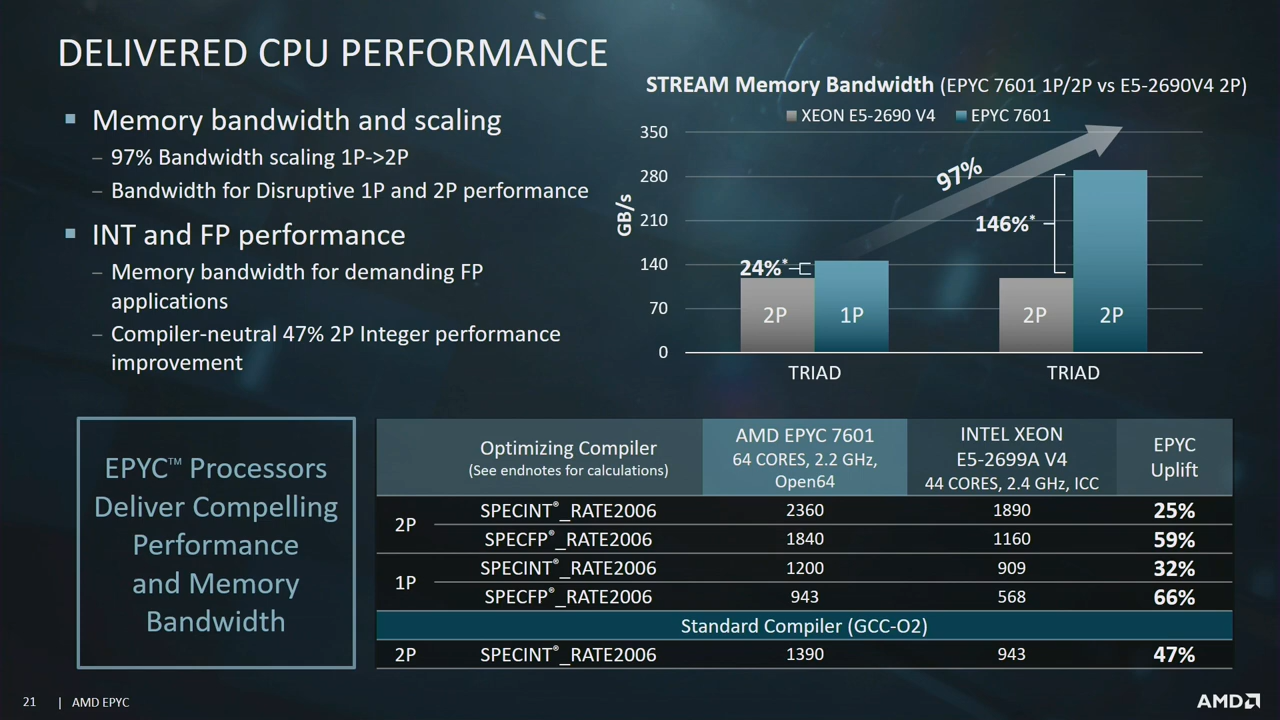 DELIVERED CPU PERFORMANCE
▪ Memory bandwidth and scaling
– 97% Bandwidth scaling 1P->2P
– Bandwidth for Disruptive 1P and 2P performance
▪ INT and FP performance
– Memory bandwidth for demanding FP
applications
– Compiler-neutral 47% 2P Integer performance
improvement
STREAM Memory Bandwidth (EPYC 7601 1P/2P vs E5-2690V4 2P)
XEON E5-2690 V4 EPYC 7601
GB/s
350
280
210
140
70
0
97%
24%*
146%*
2P 1P 2P 2P
TRIAD TRIAD
EPYC™ Processors
Deliver Compelling
Performance
and Memory
Bandwidth
Optimizing Compiler
(See endnotes for calculations)
AMD EPYC 7601
64 CORES, 2.2 GHz,
Open64
INTEL XEON
E5-2699A V4
44 CORES, 2.4 GHz, ICC
EPYC
Uplift
2P
SPECINT®_RATE2006 2360 1890 25%
SPECFP®_RATE2006 1840 1160 59%
1P
SPECINT®_RATE2006 1200 909 32%
SPECFP®_RATE2006 943 568 66%
Standard Compiler (GCC-O2)
2P SPECINT®_RATE2006 1390 943 47%
21 | AMD EPYC
AMD